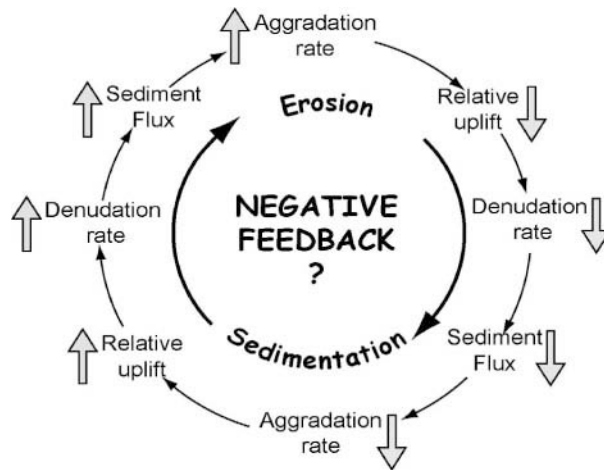 Aggradation
rate
Erosion
Relative
uplift
Denudation
rate
Sediment
Flux
Aggradation
rate
Sedimentation
Relative
uplift
Denudation
rate
Sediment
Flux
NEGATIVE
FEEDBACK
?